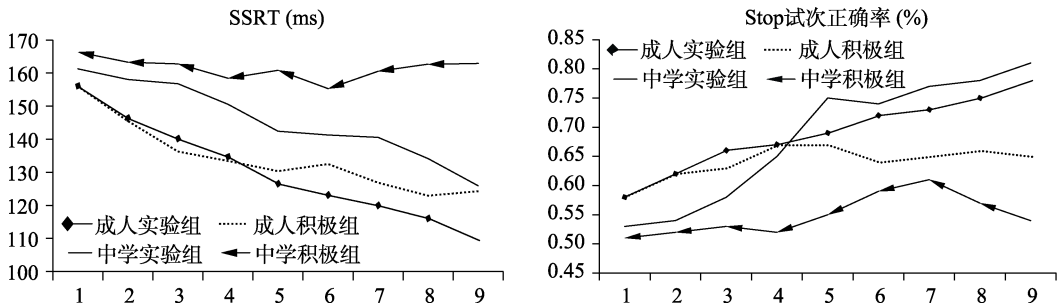 SSRT (ms)
170
160
150
140
130
120
110
100
成人实验组
成人积极组
中学实验组
中学积极组
1 2 3 4 5 6 7 8 9
Stop试次正确率 (%)
0.85
0.80
0.75
0.70
0.65
0.60
0.55
0.50
0.45
成人实验组
成人积极组
中学实验组
中学积极组
1 2 3 4 5 6 7 8 9